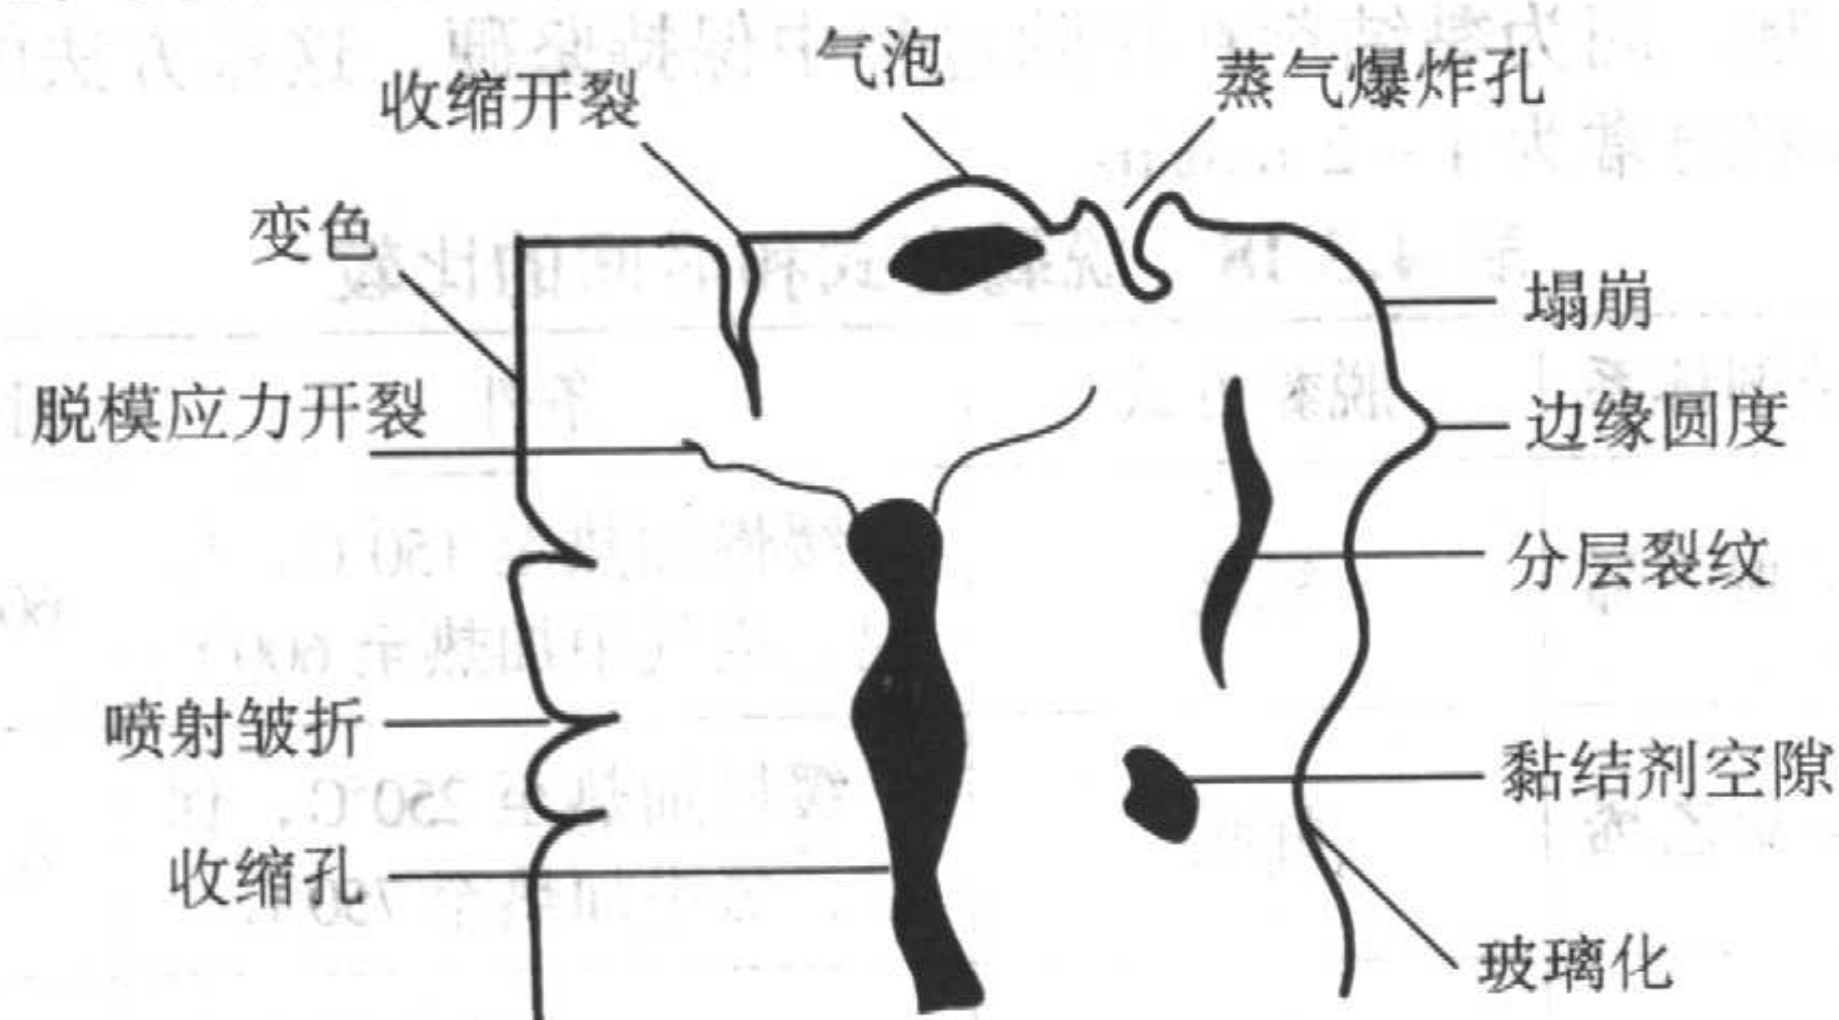 气泡
蒸气爆炸孔
收缩开裂
变色
塌崩
脱模应力开裂
边缘圆度
分层裂纹
喷射皱折
黏结剂空隙
收缩孔
玻璃化